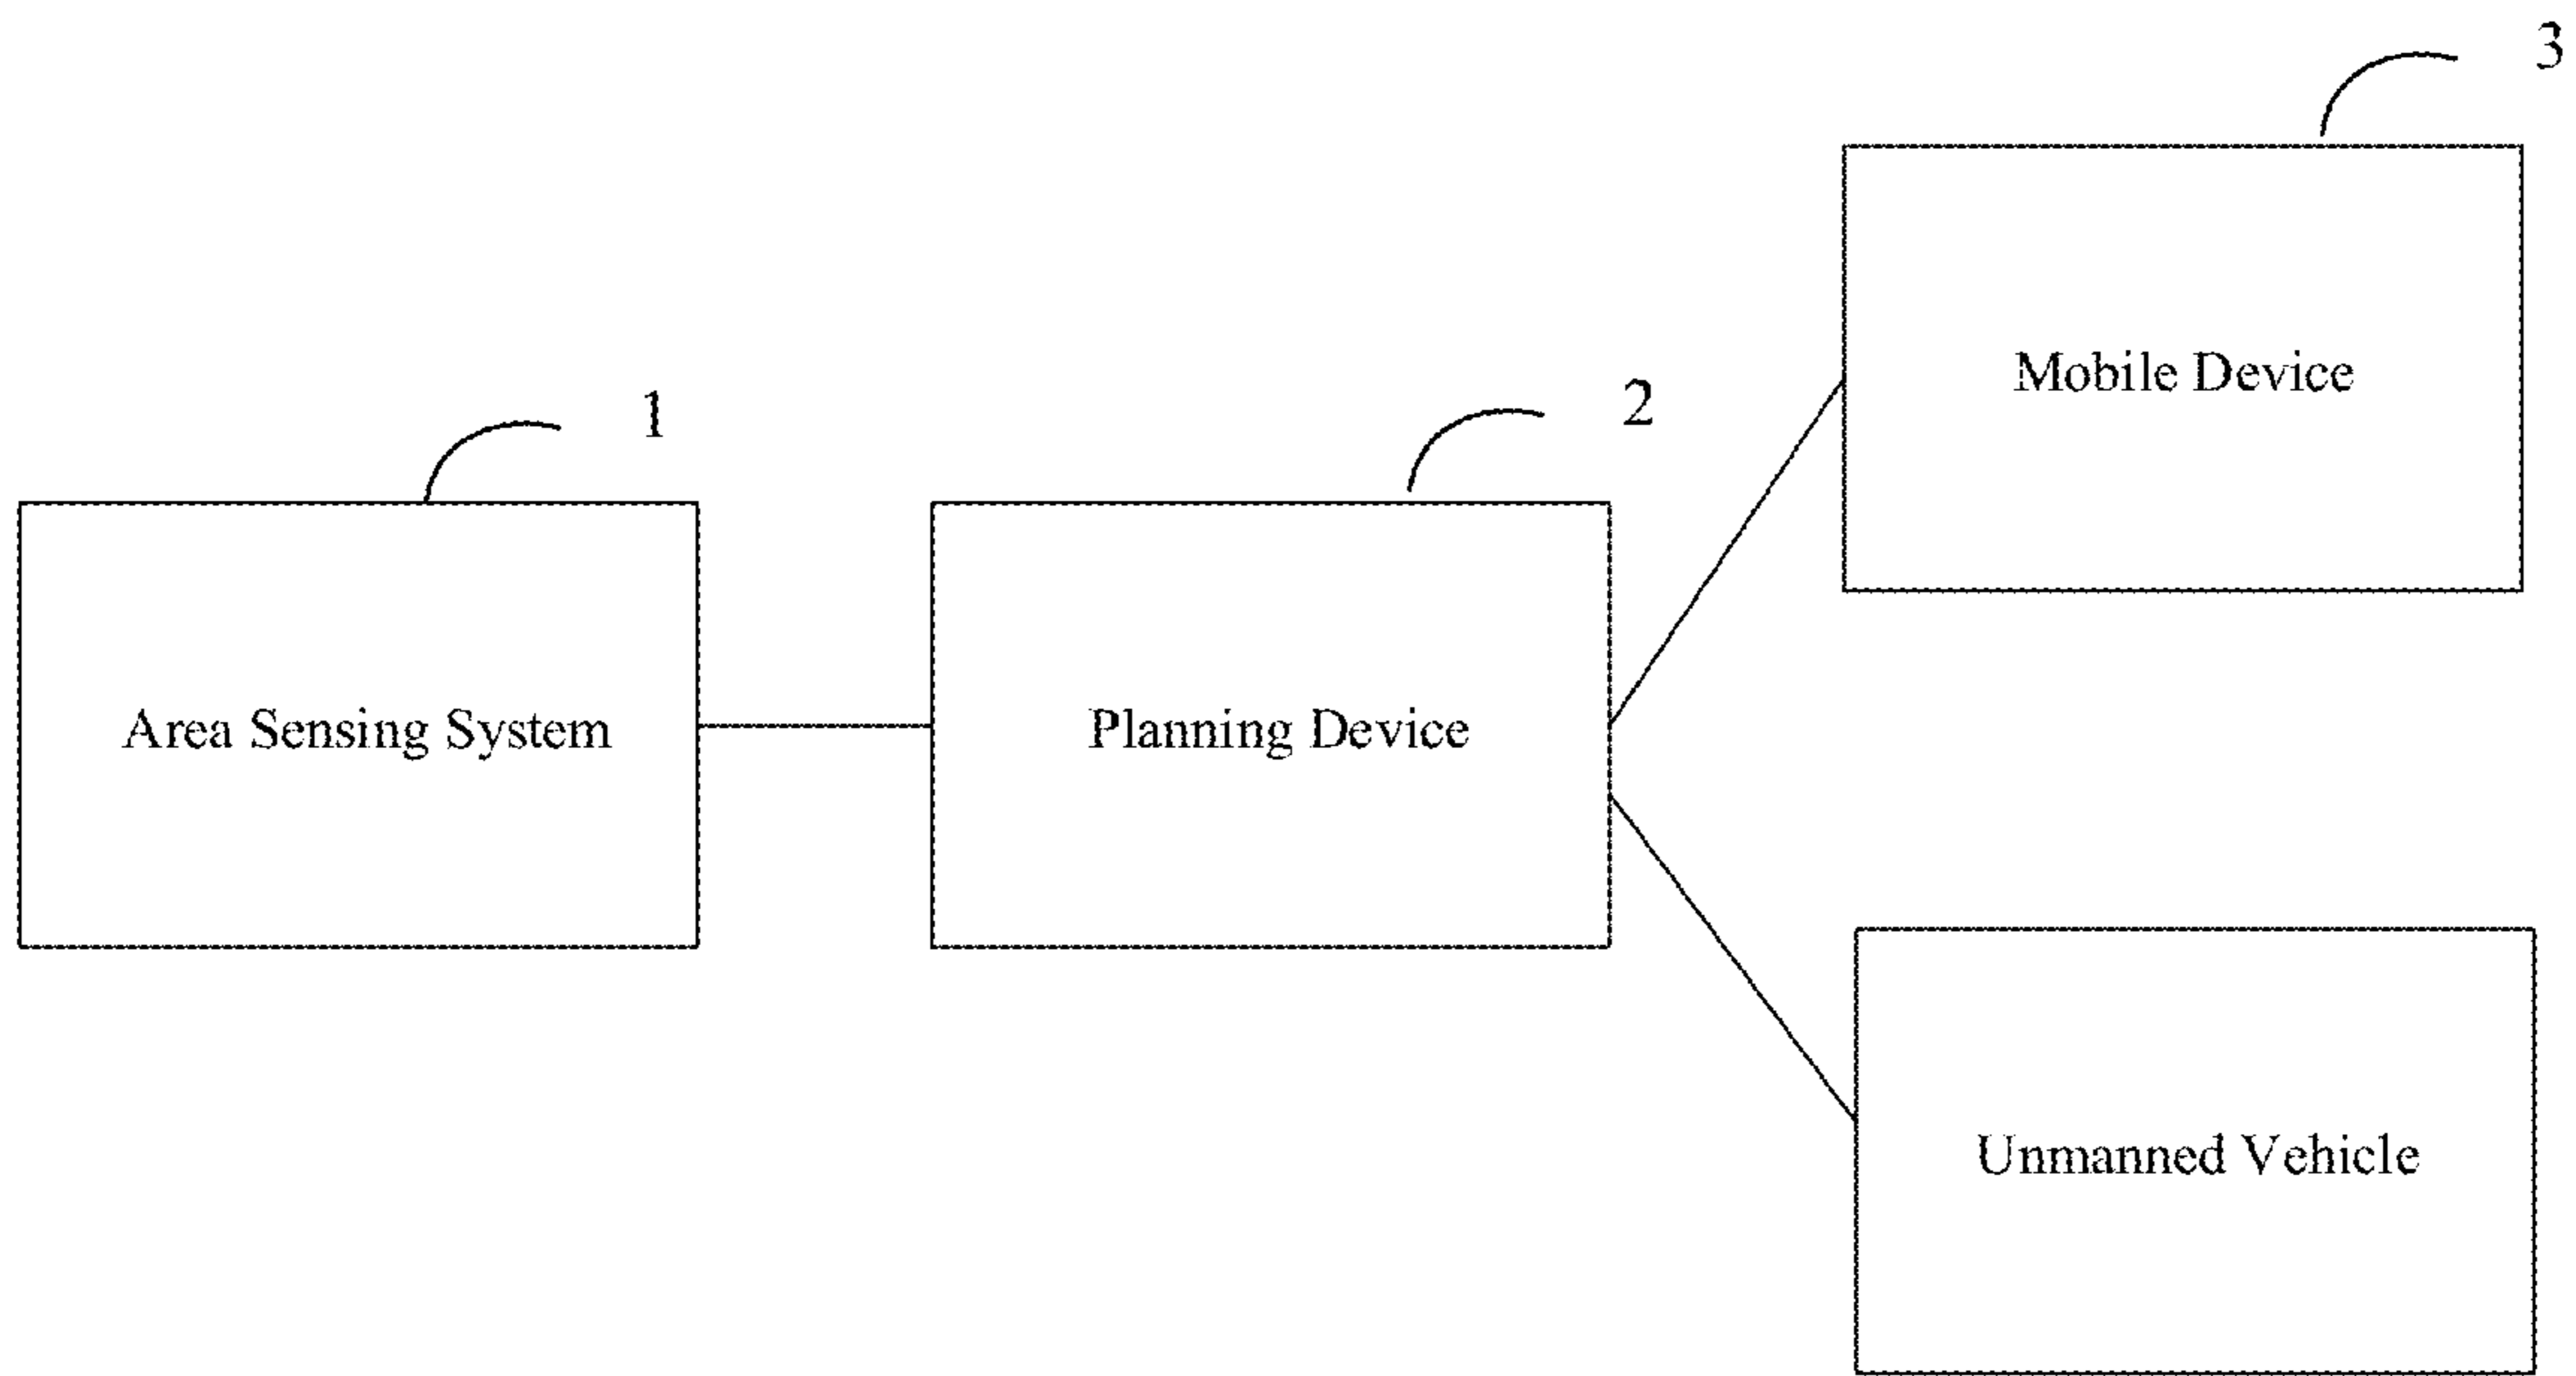 3
Mobile Device
1
2
Area Sensing System
Planning Device
Unmanned Vehicle